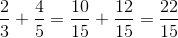 2/3 + 4/5 = 10/15 + 12/15 = 22/15